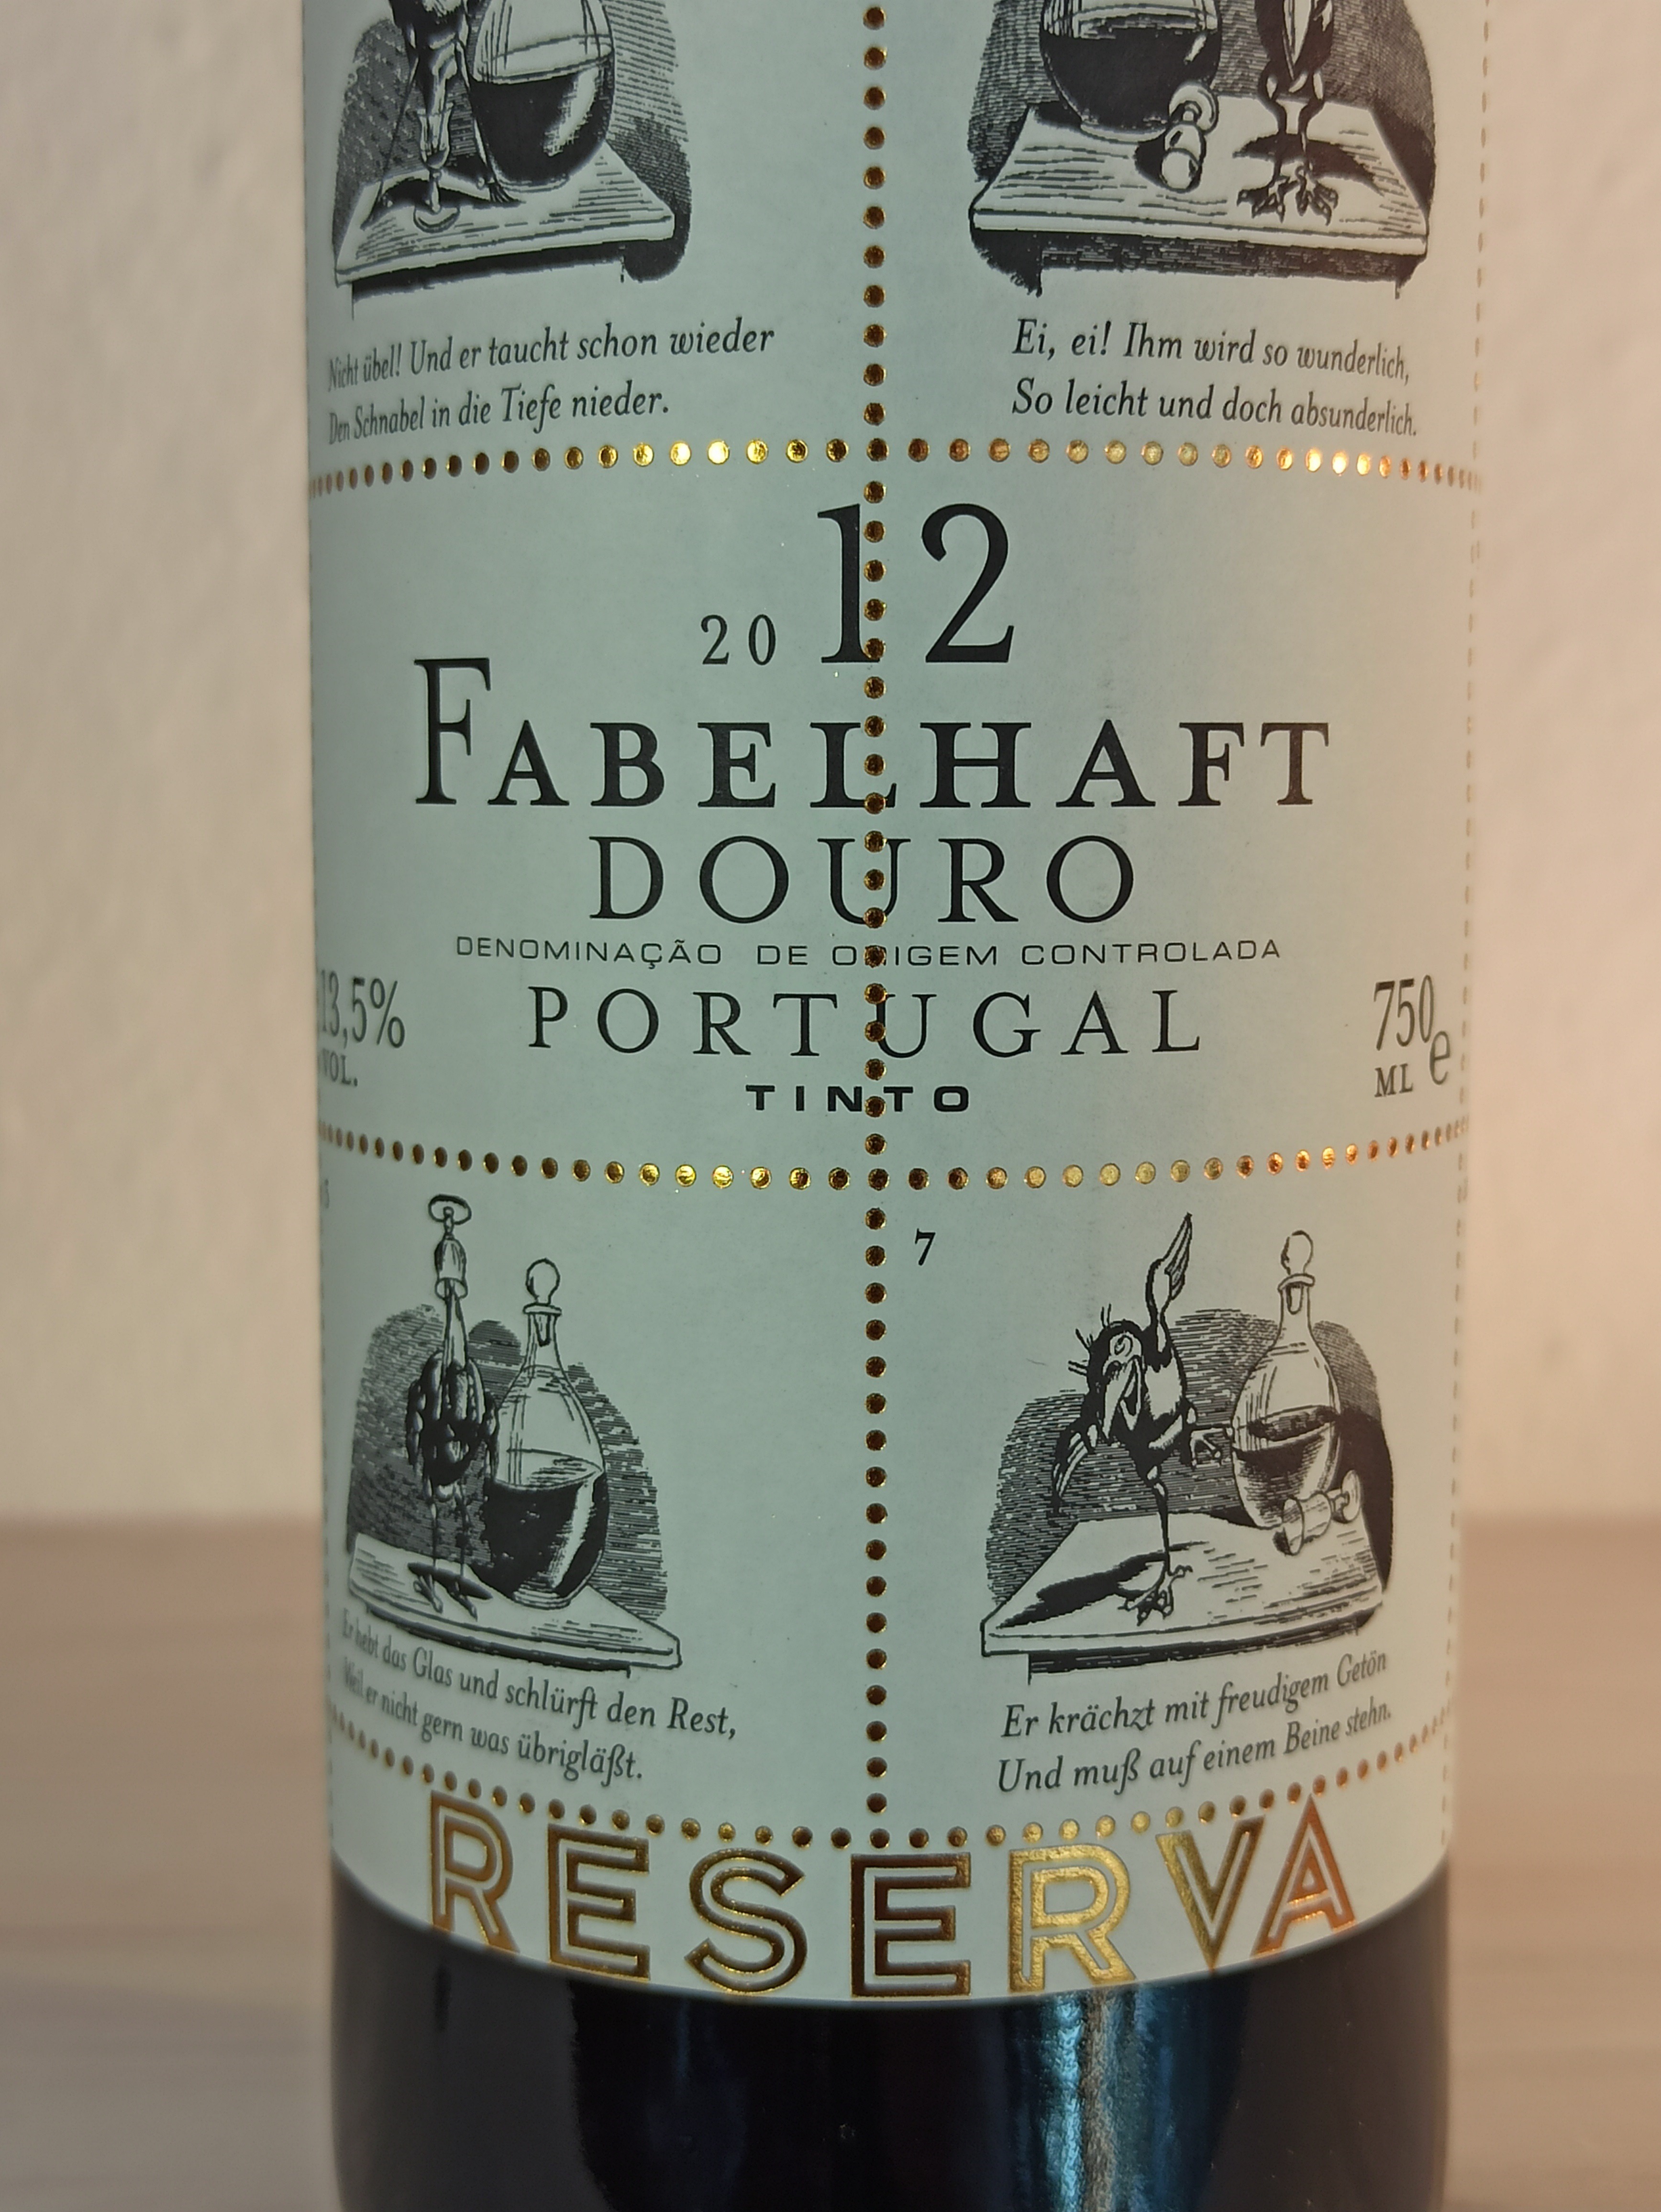 Nicht übel! Und er taucht schon wieder
Den Schnabel in die Tiefe nieder.
Ei, ei! Ihm wird so wunderlich,
So leicht und doch absunderlich.
2012
FABELHAFT
DOURO
DENOMINAÇÃO DE ORIGEM CONTROLADA
13,5%
VOL.
PORTUGAL
750
ML e
TINTO
5
Er hebt das Glas und schlürft den Rest,
Weil er nicht gern was übrigläßt.
7
Er krächzt mit freudigem Getön
Und muß auf einem Beine stehn.
RESERVA